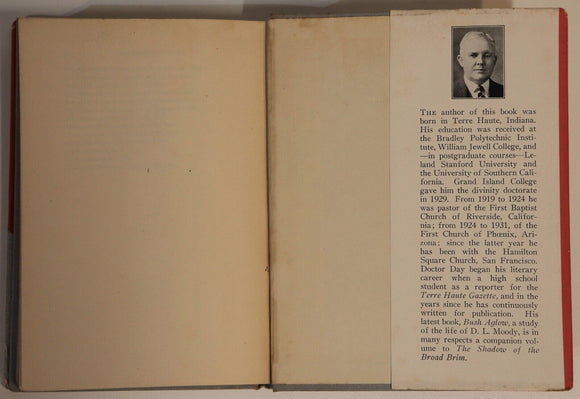 The author of this book was
born in Terre Haute, Indiana.
His education was received at
the Bradley Polytechnic Insti-
tute, William Jewell College, and
—in postgraduate courses—Le-
land Stanford University and
the University of Southern Cali-
fornia. Grand Island College
gave him the divinity doctorate
in 1929. From 1919 to 1924 he
was pastor of the First Baptist
Church of Riverside, Califor-
nia; from 1924 to 1931, of
the First Church of Phœnix, Ari-
zona; since the latter year he
has been with the Hamilton
Square Church, San Francisco.
Doctor Day began his literary
career when a high school
student as a reporter for the
Terre Haute Gazette, and in the
years since he has continuously
written for publication. His
latest book, Bush Aglow, a study
of the life of D. L. Moody, is in
many respects a companion vol-
ume to The Shadow of the
Broad Brim.